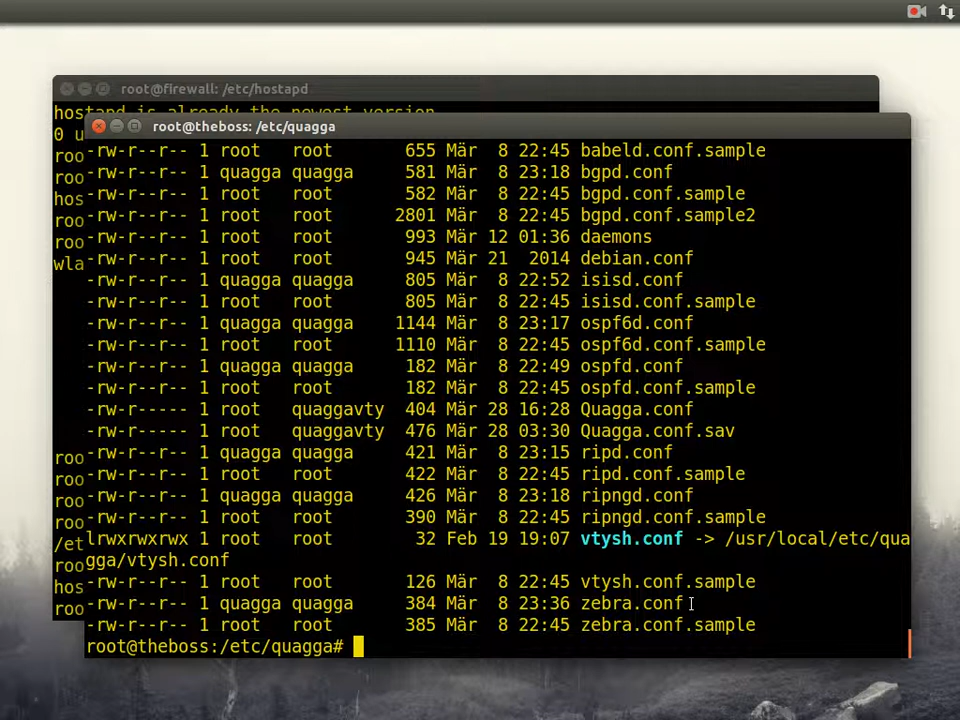 root@firewall: /etc/hostapd
hostapd is already the newest version
0 u
root@theboss: /etc/quagga
-rw-r--r-- 1 root   root       655 Mär  8 22:45 babeld.conf.sample
-rw-r--r-- 1 quagga quagga     581 Mär  8 23:18 bgpd.conf
-rw-r--r-- 1 root   root       582 Mär  8 22:45 bgpd.conf.sample
-rw-r--r-- 1 root   root      2801 Mär  8 22:45 bgpd.conf.sample2
-rw-r--r-- 1 root   root       993 Mär 12 01:36 daemons
-rw-r--r-- 1 root   root       945 Mär 21  2014 debian.conf
-rw-r--r-- 1 quagga quagga     805 Mär  8 22:52 isisd.conf
-rw-r--r-- 1 root   root       805 Mär  8 22:45 isisd.conf.sample
-rw-r--r-- 1 quagga quagga    1144 Mär  8 23:17 ospf6d.conf
-rw-r--r-- 1 root   root      1110 Mär  8 22:45 ospf6d.conf.sample
-rw-r--r-- 1 quagga quagga     182 Mär  8 22:49 ospfd.conf
-rw-r--r-- 1 root   root       182 Mär  8 22:45 ospfd.conf.sample
-rw-r----- 1 root   quaggavty  404 Mär 28 16:28 Quagga.conf
-rw-r----- 1 root   quaggavty  476 Mär 28 03:30 Quagga.conf.sav
-rw-r--r-- 1 quagga quagga     421 Mär  8 23:15 ripd.conf
-rw-r--r-- 1 root   root       422 Mär  8 22:45 ripd.conf.sample
-rw-r--r-- 1 quagga quagga     426 Mär  8 23:18 ripngd.conf
-rw-r--r-- 1 root   root       390 Mär  8 22:45 ripngd.conf.sample
lrwxrwxrwx 1 root   root        32 Feb 19 19:07 vtysh.conf -> /usr/local/etc/qua
gga/vtysh.conf
-rw-r--r-- 1 root   root       126 Mär  8 22:45 vtysh.conf.sample
-rw-r--r-- 1 quagga quagga     384 Mär  8 23:36 zebra.conf
-rw-r--r-- 1 root   root       385 Mär  8 22:45 zebra.conf.sample
root@theboss:/etc/quagga#
roo
roo
hos
roo
roo
wla
roo
roo
roo
roo
/et
roo
hos
roo